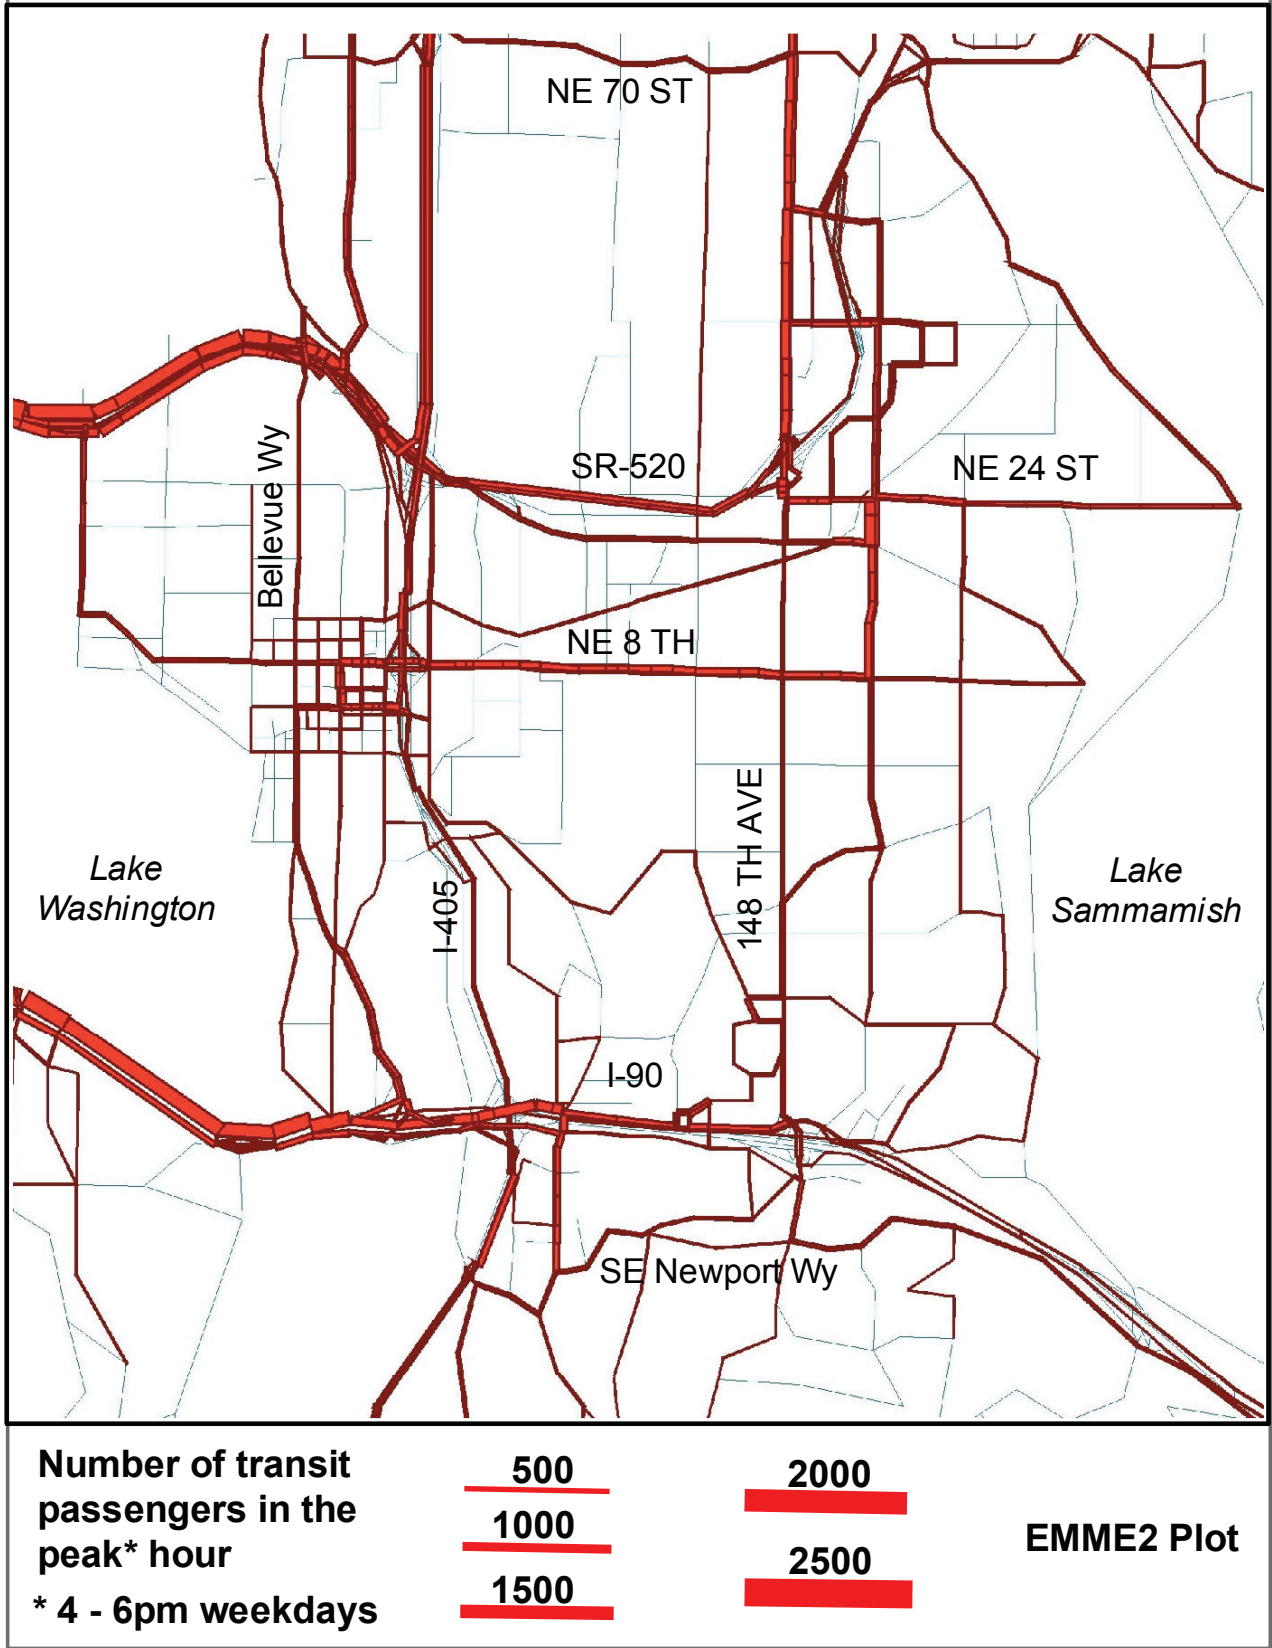 NE 70 ST
SR-520
NE 24 ST
Bellevue Wy
NE 8 TH
148 TH AVE
Lake
Washington
I-405
Lake
Sammamish
I-90
SE Newport Wy
Number of transit
passengers in the
peak* hour
* 4 - 6pm weekdays
500
1000
1500
2000
2500
EMME2 Plot